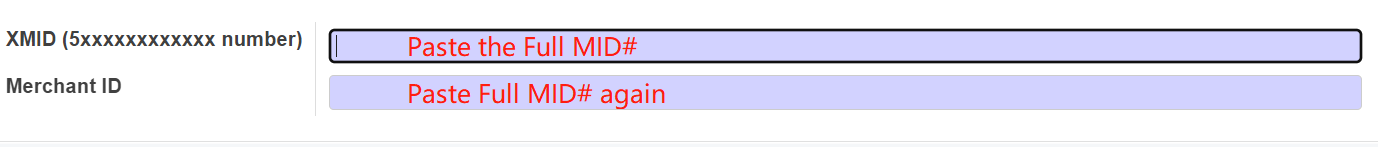 XMID (5xxxxxxxxxxxx number) Paste the Full MID#
Merchant ID Paste Full MID# again